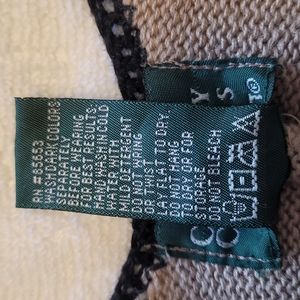 RN #83633
WASH DARK COLORS
SEPARATELY
BEFORE WEARING
FOR BEST RESULTS:
HAND WASH IN COLD
WATER WITH
MILD DETERGENT
DO NOT WRING
OR TWIST
LAY FLAT TO DRY.
DO NOT HANG
TO DRY OR FOR
STORAGE
DO NOT BLEACH